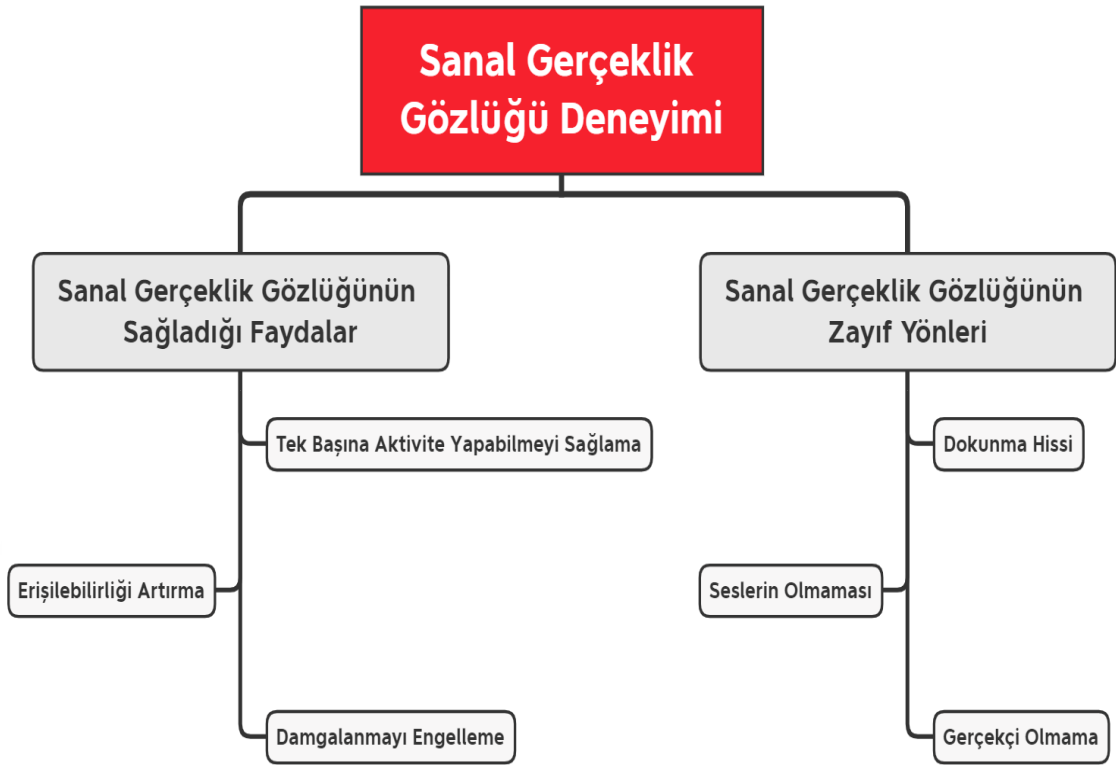 Sanal Gerçeklik
Gözlüğü Deneyimi
Sanal Gerçeklik Gözlüğünün
Sağladığı Faydalar
Tek Başına Aktivite Yapabilmeyi Sağlama
Erişilebilirliği Artırma
Damgalanmayı Engelleme
Sanal Gerçeklik Gözlüğünün
Zayıf Yönleri
Dokunma Hissi
Seslerin Olmaması
Gerçekçi Olmama